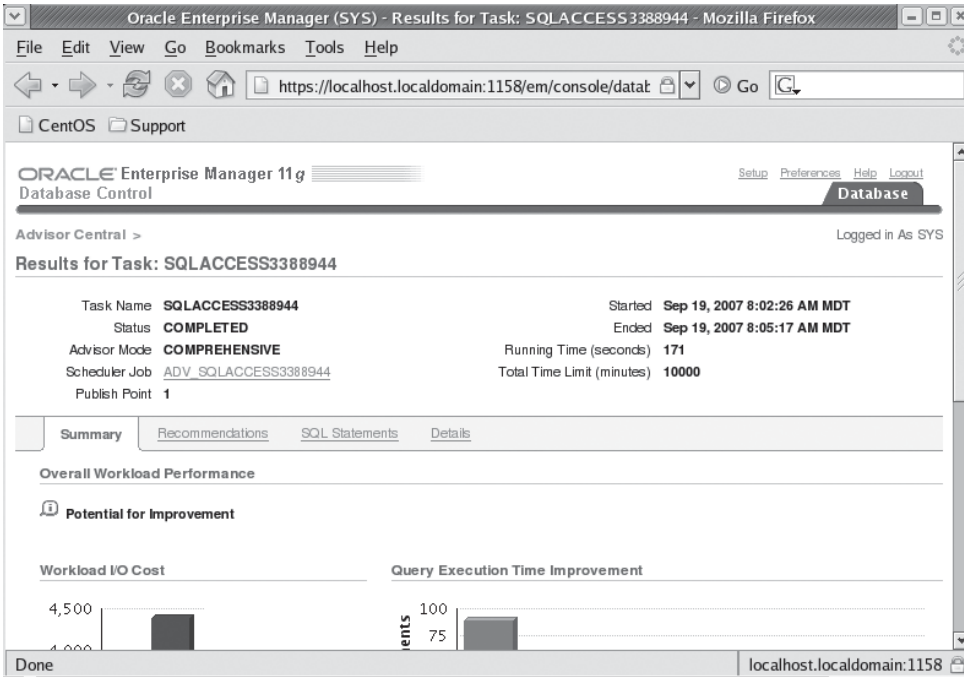 Oracle Enterprise Manager (SYS) - Results for Task: SQLACCESS3388944 - Mozilla Firefox
File Edit View Go Bookmarks Tools Help
https://localhost.localdomain:1158/em/console/datab Go G
CentOS Support
ORACLE Enterprise Manager 11g
Database Control
Setup Preferences Help Logout
Database
Advisor Central >
Logged in As SYS
Results for Task: SQLACCESS3388944
Task Name SQLACCESS3388944
Status COMPLETED
Advisor Mode COMPREHENSIVE
Scheduler Job ADV_SQLACCESS3388944
Publish Point 1
Started Sep 19, 2007 8:02:26 AM MDT
Ended Sep 19, 2007 8:05:17 AM MDT
Running Time (seconds) 171
Total Time Limit (minutes) 10000
Summary Recommendations SQL Statements Details
Overall Workload Performance
Potential for Improvement
Workload I/O Cost
4,500
Query Execution Time Improvement
100
75
Done
localhost.localdomain:1158